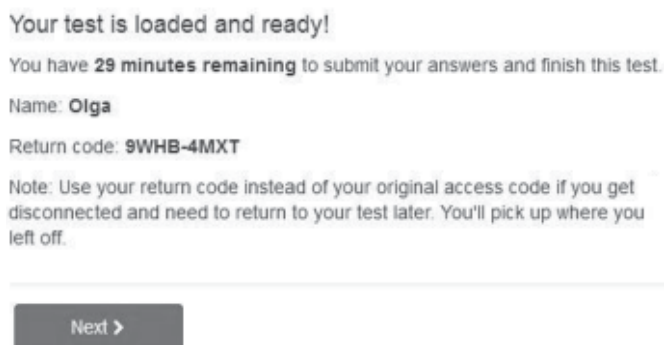 Your test is loaded and ready!
You have 29 minutes remaining to submit your answers and finish this test.
Name: Olga
Return code: 9WHB-4MXT
Note: Use your return code instead of your original access code if you get
disconnected and need to return to your test later. You'll pick up where you
left off.
Next >